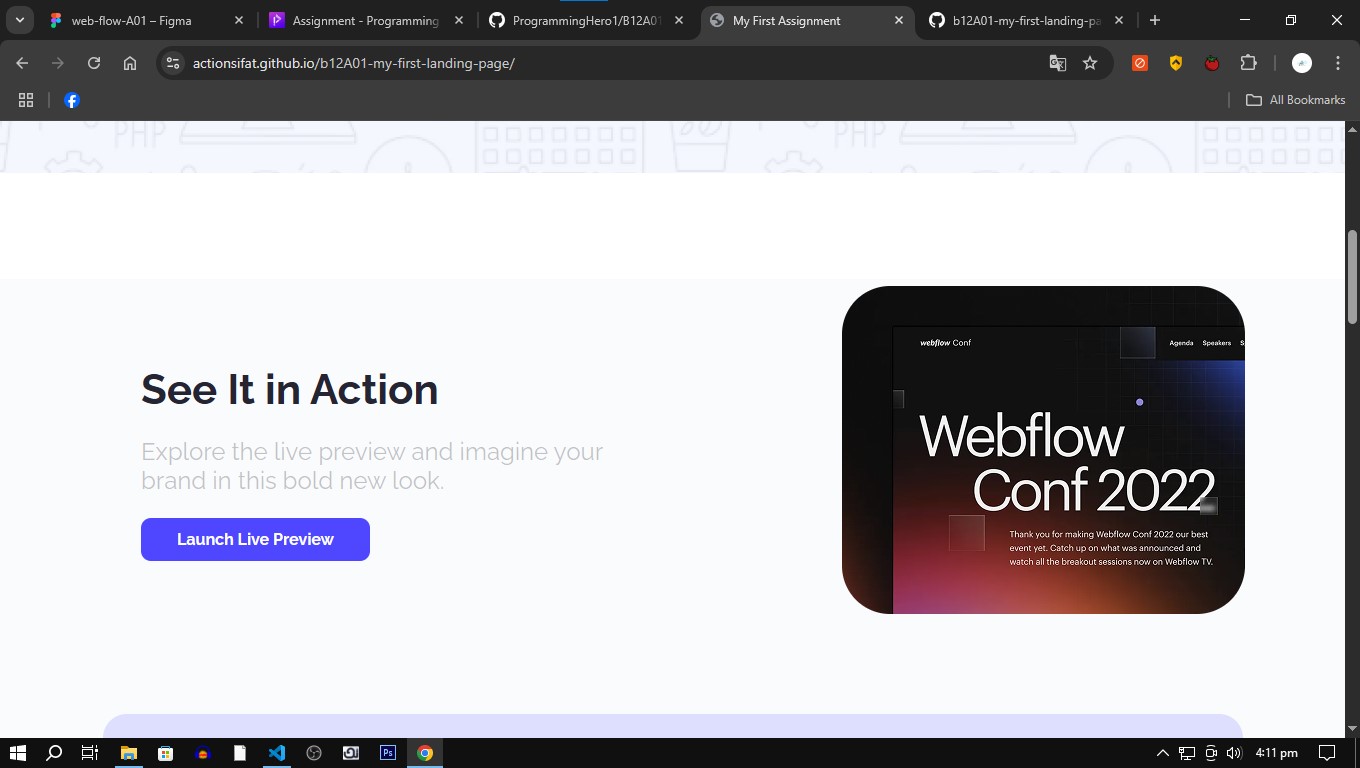 web-flow-A01 – Figma
Assignment - Programming
ProgrammingHero1/B12A01
My First Assignment
b12A01-my-first-landing-pa
actionsifat.github.io/b12A01-my-first-landing-page/
All Bookmarks
PHP
PHP
webflow Conf
Agenda Speakers S
See It in Action
Webflow
Conf 2022
Explore the live preview and imagine your
brand in this bold new look.
Launch Live Preview
Thank you for making Webflow Conf 2022 our best
event yet. Catch up on what was announced and
watch all the breakout sessions now on Webflow TV.
Ps
4:11 pm